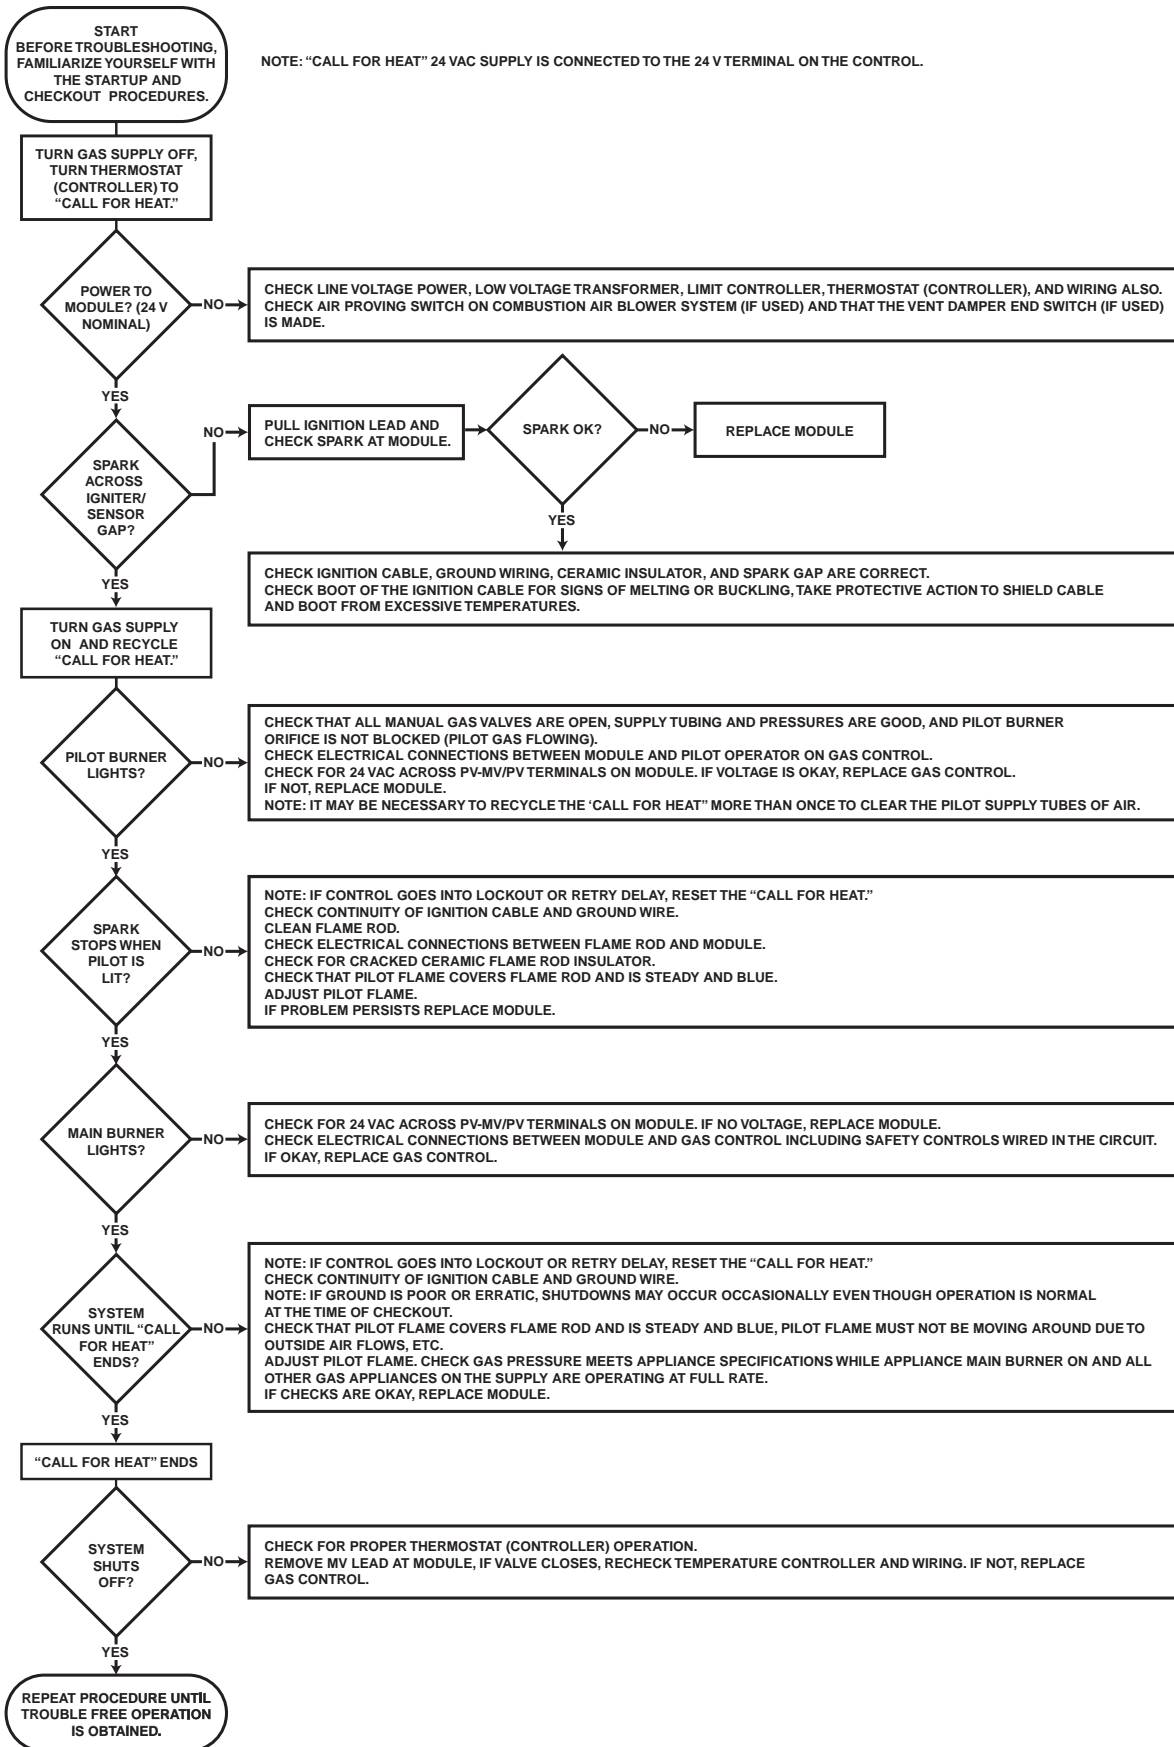 START
BEFORE TROUBLESHOOTING,
FAMILIARIZE YOURSELF WITH
THE STARTUP AND
CHECKOUT PROCEDURES.
NOTE: “CALL FOR HEAT” 24 VAC SUPPLY IS CONNECTED TO THE 24 V TERMINAL ON THE CONTROL.
TURN GAS SUPPLY OFF,
TURN THERMOSTAT
(CONTROLLER) TO
“CALL FOR HEAT.”
POWER TO
MODULE? (24 V
NOMINAL)
NO
CHECK LINE VOLTAGE POWER, LOW VOLTAGE TRANSFORMER, LIMIT CONTROLLER, THERMOSTAT (CONTROLLER), AND WIRING ALSO.
CHECK AIR PROVING SWITCH ON COMBUSTION AIR BLOWER SYSTEM (IF USED) AND THAT THE VENT DAMPER END SWITCH (IF USED)
IS MADE.
YES
SPARK
ACROSS
IGNITER/
SENSOR
GAP?
NO
PULL IGNITION LEAD AND
CHECK SPARK AT MODULE.
SPARK OK?
NO
REPLACE MODULE
YES
CHECK IGNITION CABLE, GROUND WIRING, CERAMIC INSULATOR, AND SPARK GAP ARE CORRECT.
CHECK BOOT OF THE IGNITION CABLE FOR SIGNS OF MELTING OR BUCKLING, TAKE PROTECTIVE ACTION TO SHIELD CABLE
AND BOOT FROM EXCESSIVE TEMPERATURES.
YES
TURN GAS SUPPLY
ON AND RECYCLE
“CALL FOR HEAT.”
PILOT BURNER
LIGHTS?
NO
CHECK THAT ALL MANUAL GAS VALVES ARE OPEN, SUPPLY TUBING AND PRESSURES ARE GOOD, AND PILOT BURNER
ORIFICE IS NOT BLOCKED (PILOT GAS FLOWING).
CHECK ELECTRICAL CONNECTIONS BETWEEN MODULE AND PILOT OPERATOR ON GAS CONTROL.
CHECK FOR 24 VAC ACROSS PV-MV/PV TERMINALS ON MODULE. IF VOLTAGE IS OKAY, REPLACE GAS CONTROL.
IF NOT, REPLACE MODULE.
NOTE: IT MAY BE NECESSARY TO RECYCLE THE ‘CALL FOR HEAT” MORE THAN ONCE TO CLEAR THE PILOT SUPPLY TUBES OF AIR.
YES
SPARK
STOPS WHEN
PILOT IS
LIT?
NO
NOTE: IF CONTROL GOES INTO LOCKOUT OR RETRY DELAY, RESET THE “CALL FOR HEAT.”
CHECK CONTINUITY OF IGNITION CABLE AND GROUND WIRE.
CLEAN FLAME ROD.
CHECK ELECTRICAL CONNECTIONS BETWEEN FLAME ROD AND MODULE.
CHECK FOR CRACKED CERAMIC FLAME ROD INSULATOR.
CHECK THAT PILOT FLAME COVERS FLAME ROD AND IS STEADY AND BLUE.
ADJUST PILOT FLAME.
IF PROBLEM PERSISTS REPLACE MODULE.
YES
MAIN BURNER
LIGHTS?
NO
CHECK FOR 24 VAC ACROSS PV-MV/PV TERMINALS ON MODULE. IF NO VOLTAGE, REPLACE MODULE.
CHECK ELECTRICAL CONNECTIONS BETWEEN MODULE AND GAS CONTROL INCLUDING SAFETY CONTROLS WIRED IN THE CIRCUIT.
IF OKAY, REPLACE GAS CONTROL.
YES
SYSTEM
RUNS UNTIL “CALL
FOR HEAT”
ENDS?
NO
NOTE: IF CONTROL GOES INTO LOCKOUT OR RETRY DELAY, RESET THE “CALL FOR HEAT.”
CHECK CONTINUITY OF IGNITION CABLE AND GROUND WIRE.
NOTE: IF GROUND IS POOR OR ERRATIC, SHUTDOWNS MAY OCCUR OCCASIONALLY EVEN THOUGH OPERATION IS NORMAL
AT THE TIME OF CHECKOUT.
CHECK THAT PILOT FLAME COVERS FLAME ROD AND IS STEADY AND BLUE, PILOT FLAME MUST NOT BE MOVING AROUND DUE TO
OUTSIDE AIR FLOWS, ETC.
ADJUST PILOT FLAME. CHECK GAS PRESSURE MEETS APPLIANCE SPECIFICATIONS WHILE APPLIANCE MAIN BURNER ON AND ALL
OTHER GAS APPLIANCES ON THE SUPPLY ARE OPERATING AT FULL RATE.
IF CHECKS ARE OKAY, REPLACE MODULE.
YES
“CALL FOR HEAT” ENDS
SYSTEM
SHUTS
OFF?
NO
CHECK FOR PROPER THERMOSTAT (CONTROLLER) OPERATION.
REMOVE MV LEAD AT MODULE, IF VALVE CLOSES, RECHECK TEMPERATURE CONTROLLER AND WIRING. IF NOT, REPLACE
GAS CONTROL.
YES
REPEAT PROCEDURE UNTIL
TROUBLE FREE OPERATION
IS OBTAINED.